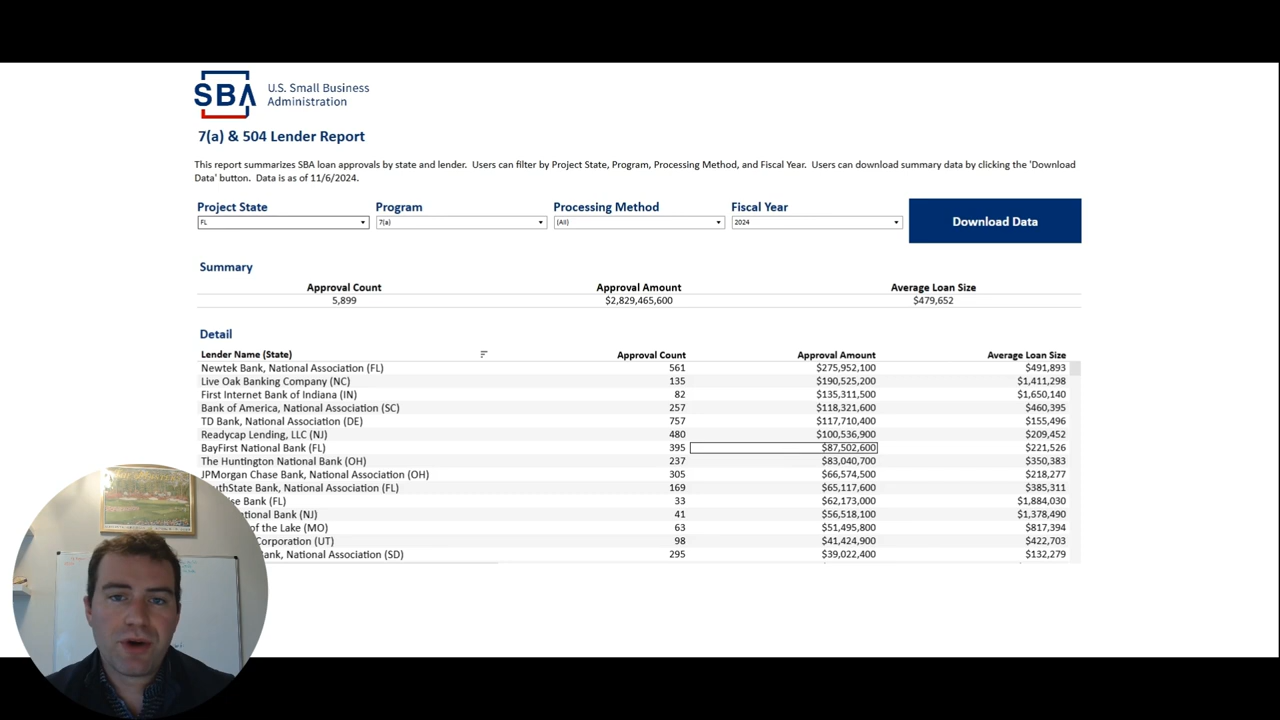 SBA
U.S. Small Business
Administration
7(a) & 504 Lender Report
This report summarizes SBA loan approvals by state and lender. Users can filter by Project State, Program, Processing Method, and Fiscal Year. Users can download summary data by clicking the 'Download
Data' button. Data is as of 11/6/2024.
Project State Program Processing Method Fiscal Year
FL 7(a) (All) 2024
Download Data
Summary
Approval Count Approval Amount Average Loan Size
5,899 $2,829,465,600 $479,652
Detail
Lender Name (State) Approval Count Approval Amount Average Loan Size
Newtek Bank, National Association (FL) 561 $275,952,100 $491,893
Live Oak Banking Company (NC) 135 $190,525,200 $1,411,298
First Internet Bank of Indiana (IN) 82 $135,311,500 $1,650,140
Bank of America, National Association (SC) 257 $118,321,600 $460,395
TD Bank, National Association (DE) 757 $117,710,400 $155,496
Readycap Lending, LLC (NJ) 480 $100,536,900 $209,452
BayFirst National Bank (FL) 395 $87,502,600 $221,526
The Huntington National Bank (OH) 237 $83,040,700 $350,383
JPMorgan Chase Bank, National Association (OH) 305 $66,574,500 $218,277
uthState Bank, National Association (FL) 169 $65,117,600 $385,311
ise Bank (FL) 33 $62,173,000 $1,884,030
tional Bank (NJ) 41 $56,518,100 $1,378,490
of the Lake (MO) 63 $51,495,800 $817,394
Corporation (UT) 98 $41,424,900 $422,703
nk, National Association (SD) 295 $39,022,400 $132,279